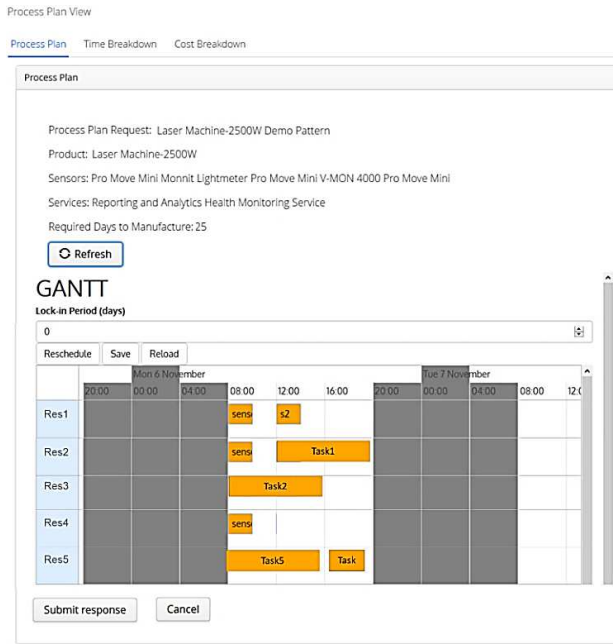 Process Plan View
Process Plan Time Breakdown Cost Breakdown
Process Plan
Process Plan Request: Laser Machine-2500W Demo Pattern
Product: Laser Machine-2500W
Sensors: Pro Move Mini Monnit Lightmeter Pro Move Mini V-MON 4000 Pro Move Mini
Services: Reporting and Analytics Health Monitoring Service
Required Days to Manufacture: 25
Refresh
GANTT
Lock-in Period (days)
0
Reschedule Save Reload
Mon 6 November Tue 7 November
20:00 00:00 04:00 08:00 12:00 16:00 20:00 00:00 04:00 08:00 12:0
Res1 sens s2
Res2 sens Task1
Res3 Task2
Res4 sens
Res5 Task5 Task
Submit response Cancel